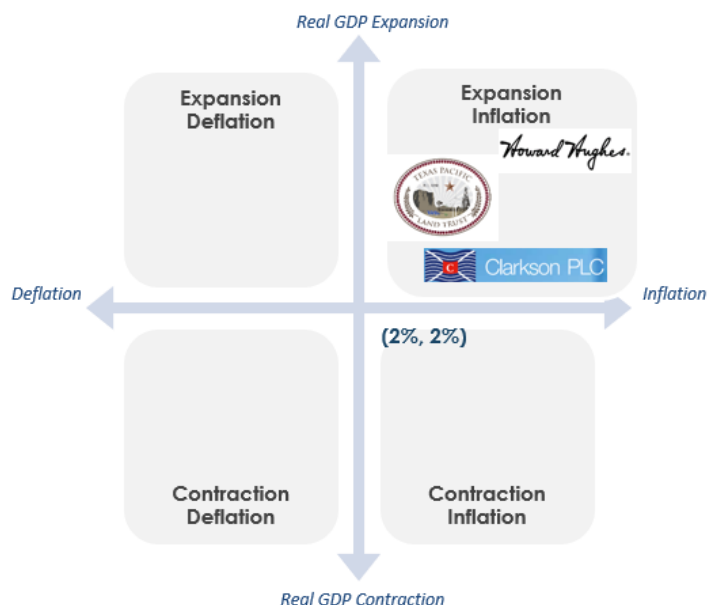 Real GDP Expansion
Expansion
Deflation
Expansion
Inflation
Howard Hughes.
TEXAS PACIFIC
LAND TRUST
C Clarkson PLC
Deflation
Inflation
(2%, 2%)
Contraction
Deflation
Contraction
Inflation
Real GDP Contraction